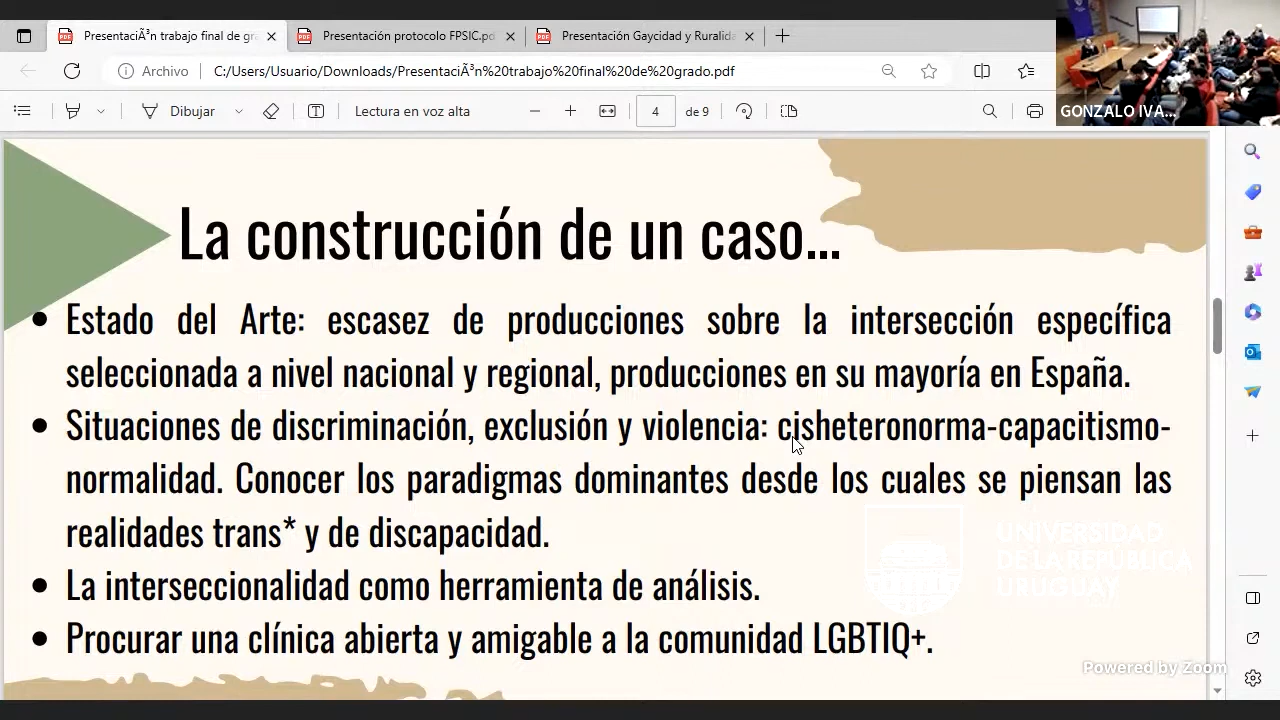 PresentaciÃ³n trabajo final de gra
Presentación protocolo FPSIC.pd
Presentación Gaycidad y Ruralida
Archivo
C:/Users/Usuario/Downloads/PresentaciÃ³n%20trabajo%20final%20de%20grado.pdf
Dibujar
Lectura en voz alta
4
de 9
GONZALO IVA...
La construcción de un caso...
• Estado del Arte: escasez de producciones sobre la intersección específica
seleccionada a nivel nacional y regional, producciones en su mayoría en España.
• Situaciones de discriminación, exclusión y violencia: cisheteronorma-capacitismo-
normalidad. Conocer los paradigmas dominantes desde los cuales se piensan las
realidades trans* y de discapacidad.
• La interseccionalidad como herramienta de análisis.
• Procurar una clínica abierta y amigable a la comunidad LGBTIQ+.
UNIVERSIDAD
DE LA REPÚBLICA
URUGUAY
Powered by Zoom